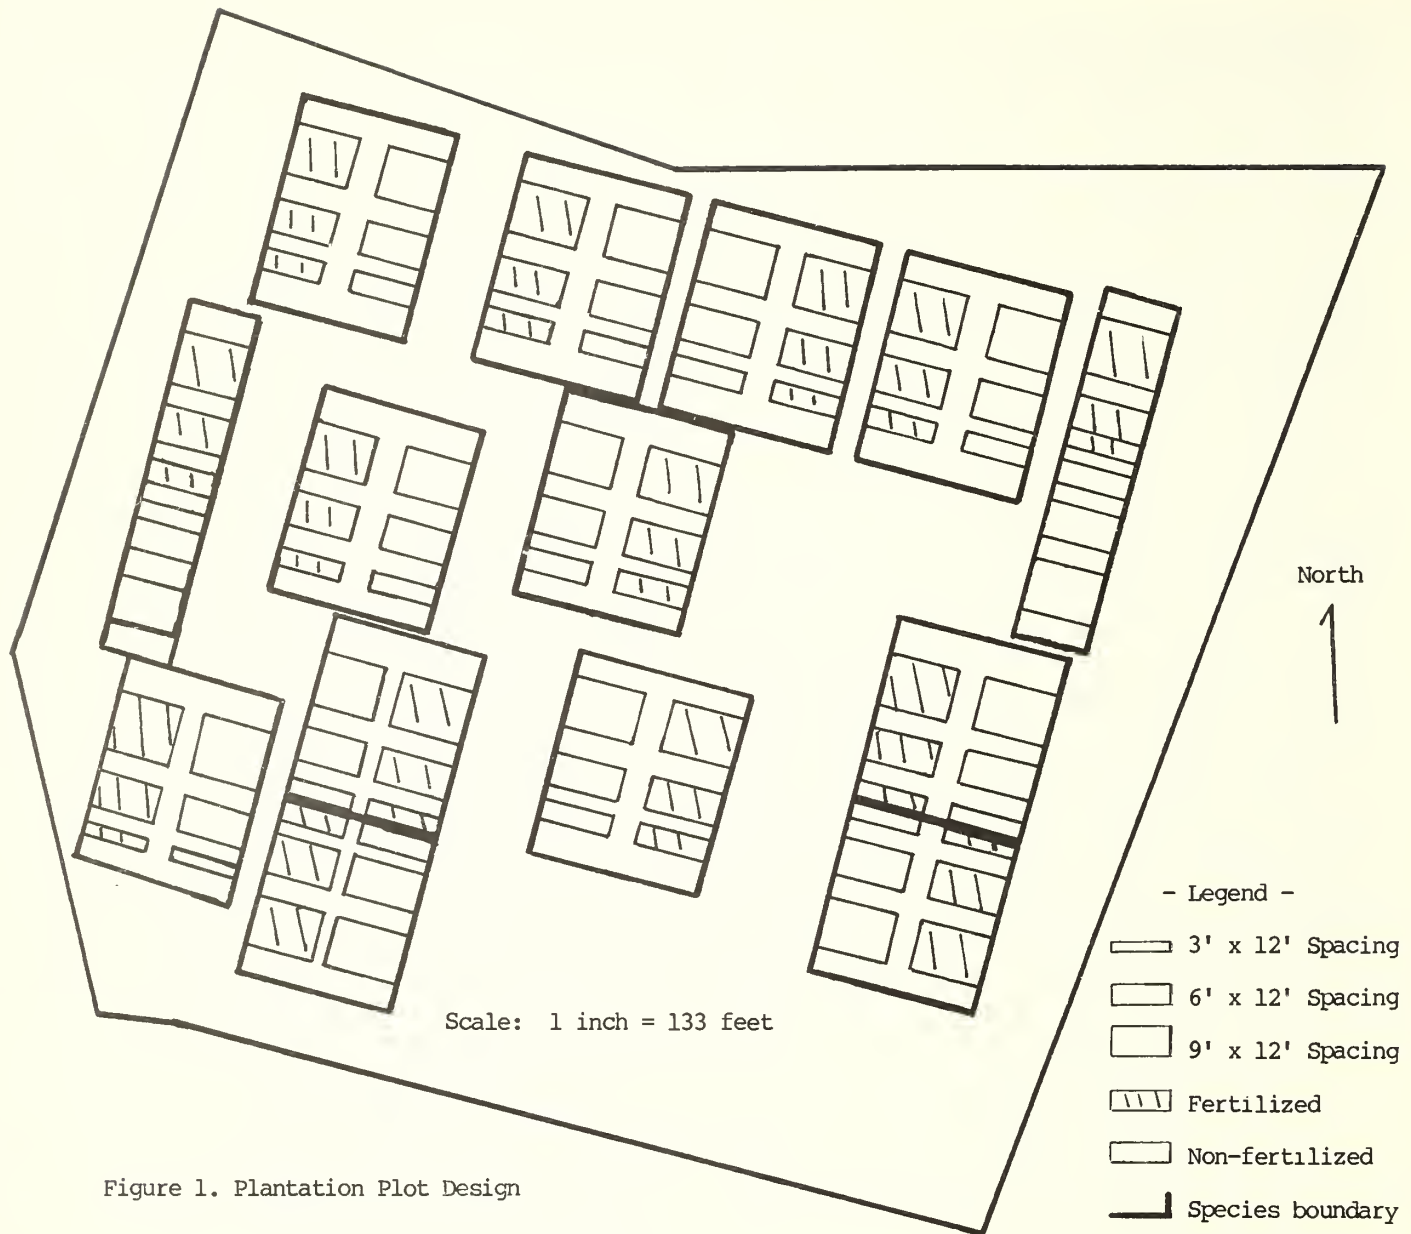 North
- Legend -
3' x 12' Spacing
6' x 12' Spacing
9' x 12' Spacing
Fertilized
Non-fertilized
Species boundary
Scale: 1 inch = 133 feet
Figure 1. Plantation Plot Design